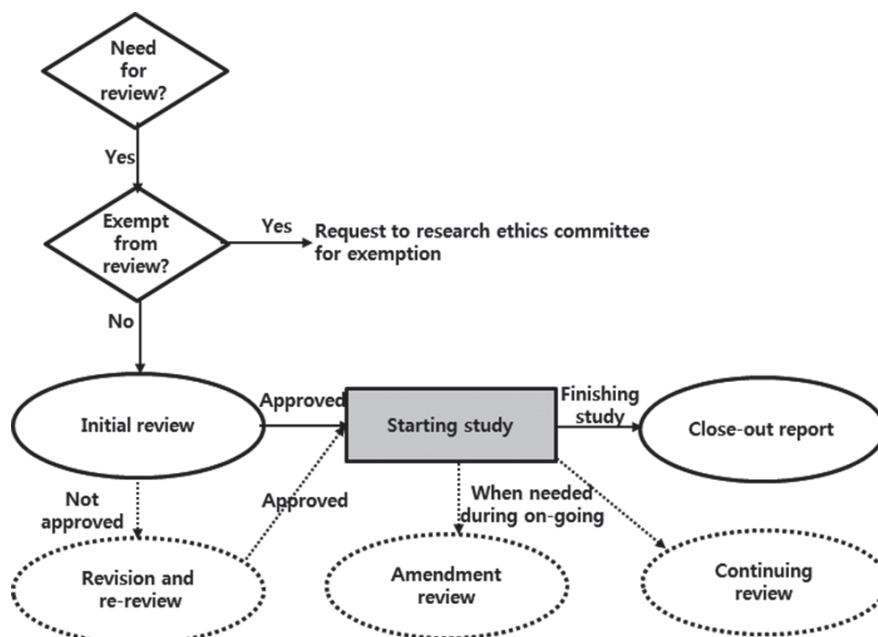 Need
for
review?
Yes
Exempt
from
review?
Yes
Request to research ethics committee
for exemption
No
Initial review
Approved
Starting study
Finishing
study
Close-out report
Not
approved
Approved
When needed
during on-going
Revision and
re-review
Amendment
review
Continuing
review